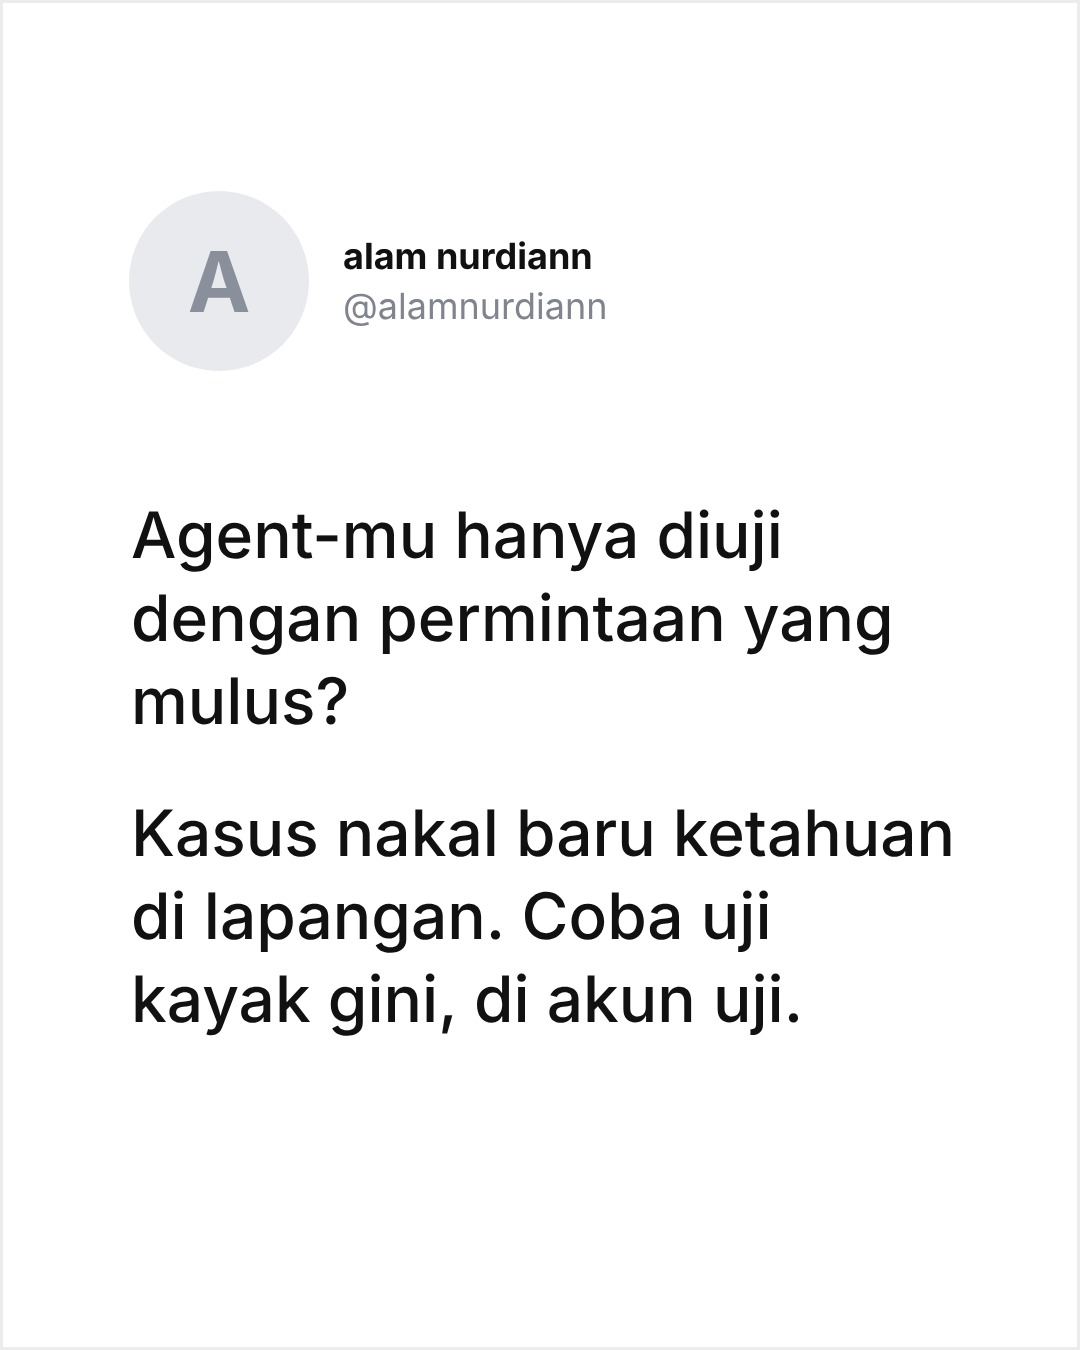 A
alam nurdiann
@alamnurdiann
Agent-mu hanya diuji
dengan permintaan yang
mulus?
Kasus nakal baru ketahuan
di lapangan. Coba uji
kayak gini, di akun uji.